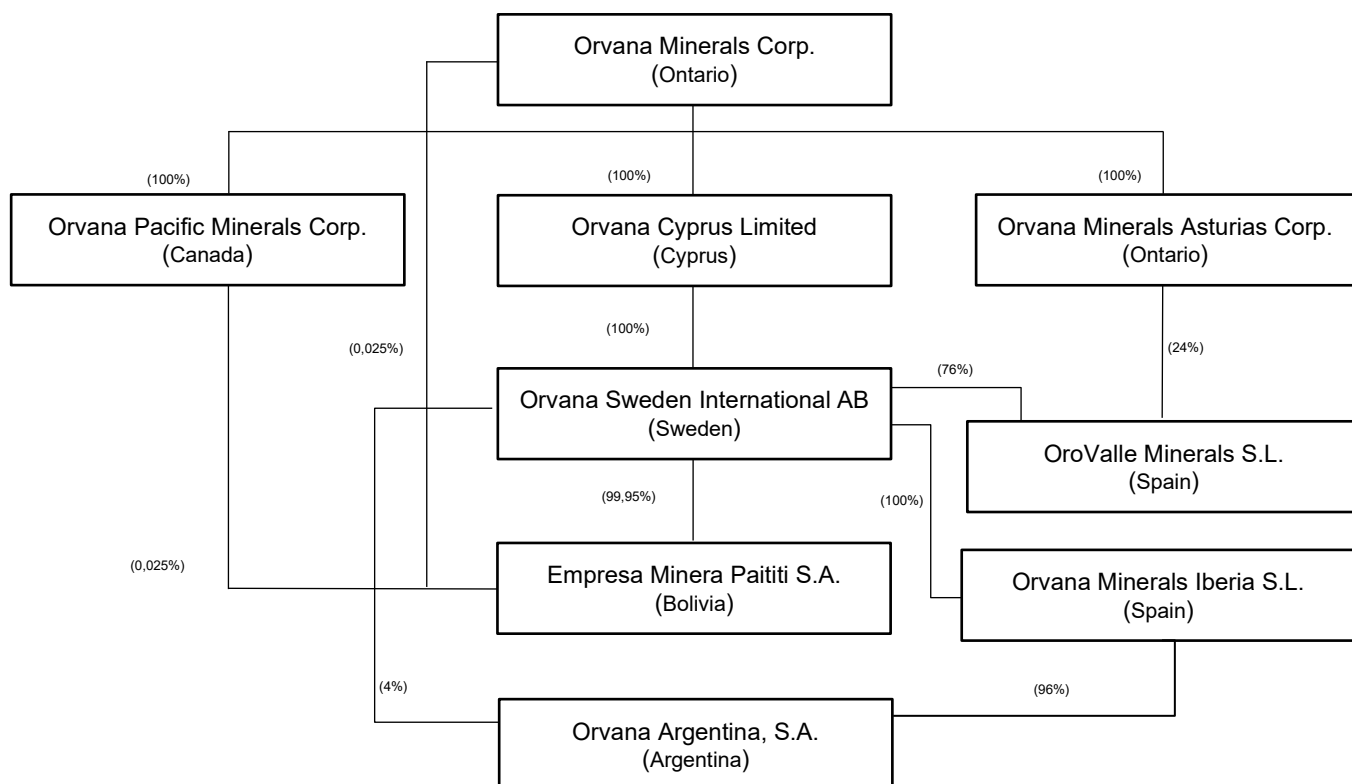 Orvana Minerals Corp.
(Ontario)
(100%)
(100%)
(100%)
Orvana Pacific Minerals Corp.
(Canada)
Orvana Cyprus Limited
(Cyprus)
Orvana Minerals Asturias Corp.
(Ontario)
(0,025%)
(100%)
(24%)
(76%)
Orvana Sweden International AB
(Sweden)
OroValle Minerals S.L.
(Spain)
(99,95%)
(100%)
(0,025%)
Empresa Minera Paititi S.A.
(Bolivia)
Orvana Minerals Iberia S.L.
(Spain)
(4%)
(96%)
Orvana Argentina, S.A.
(Argentina)